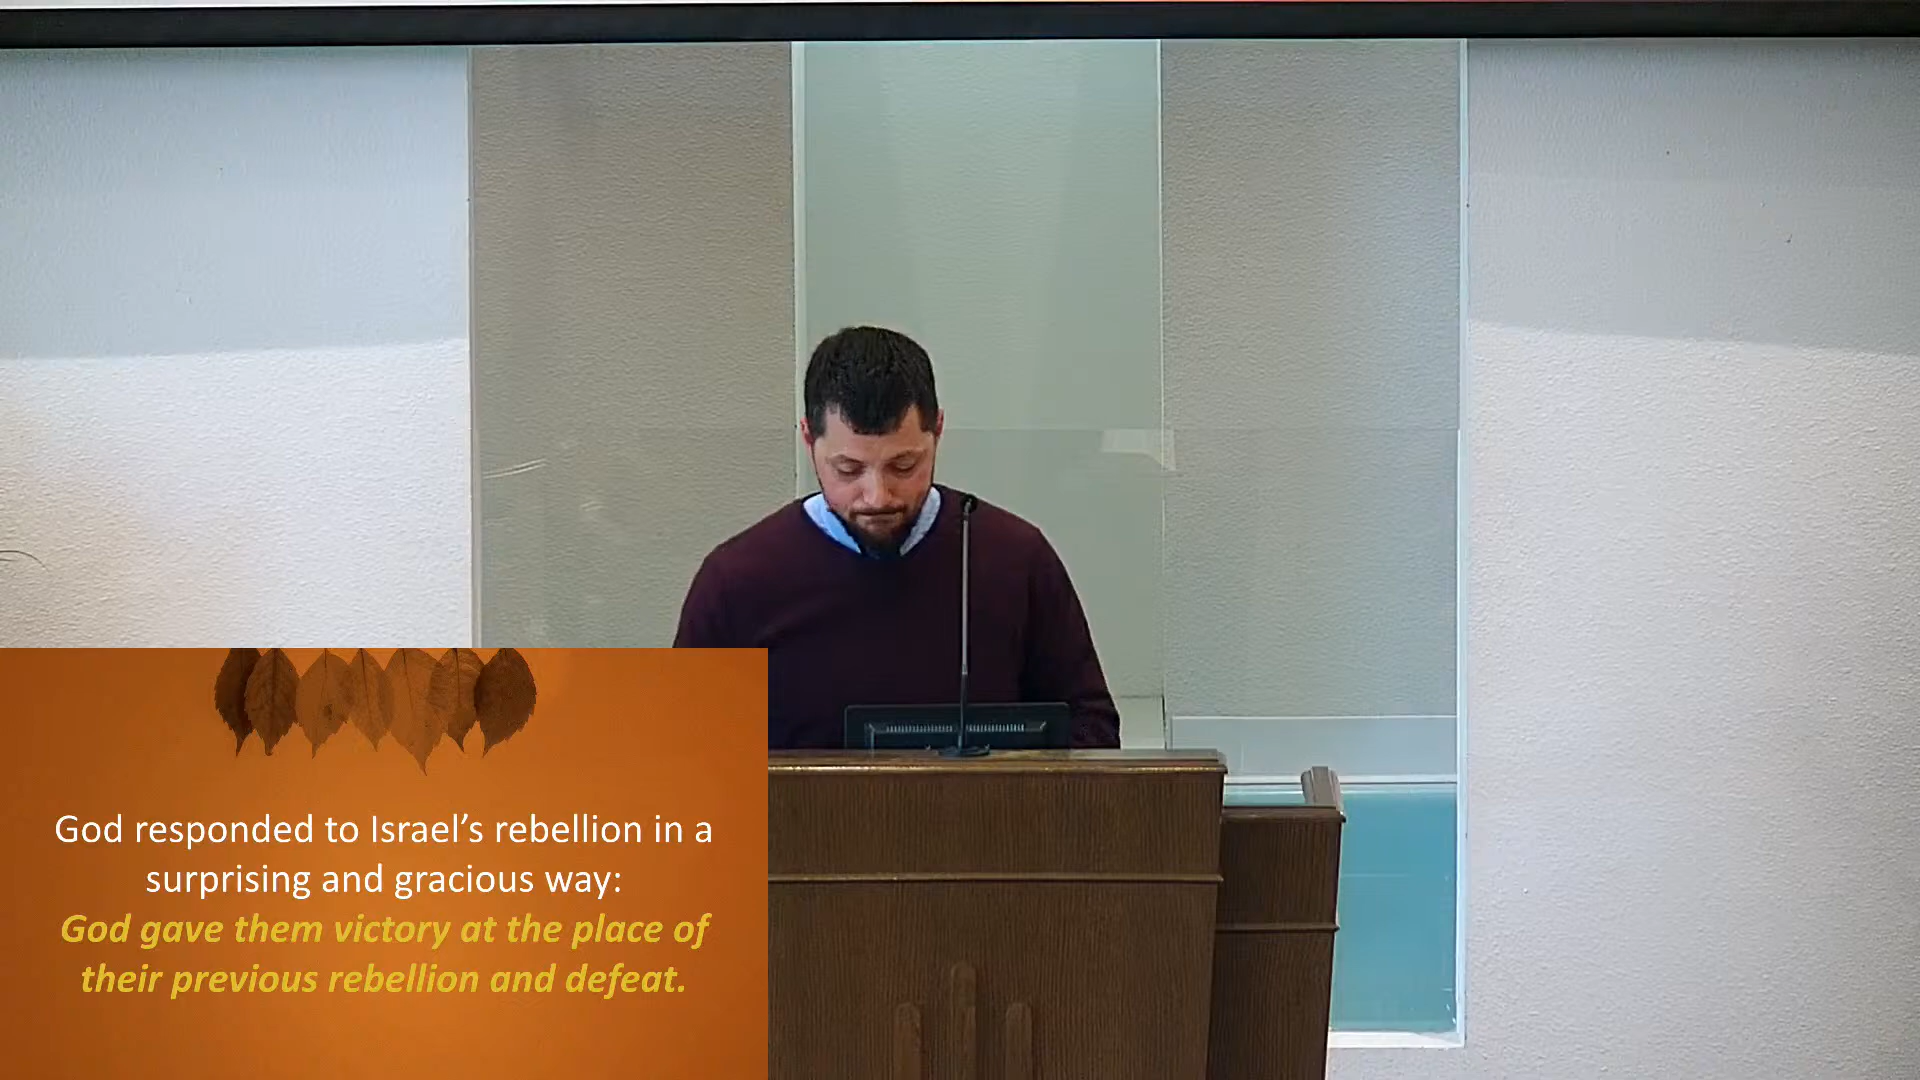 God responded to Israel’s rebellion in a
surprising and gracious way:
God gave them victory at the place of
their previous rebellion and defeat.